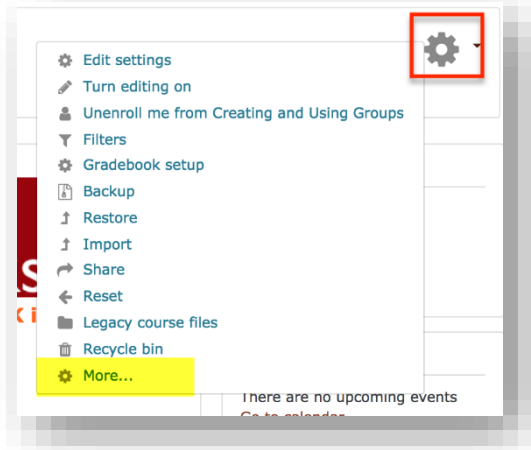 Edit settings
Turn editing on
Unenroll me from Creating and Using Groups
Filters
Gradebook setup
Backup
Restore
Import
Share
Reset
Legacy course files
Recycle bin
More...
There are no upcoming events
Go to calendar